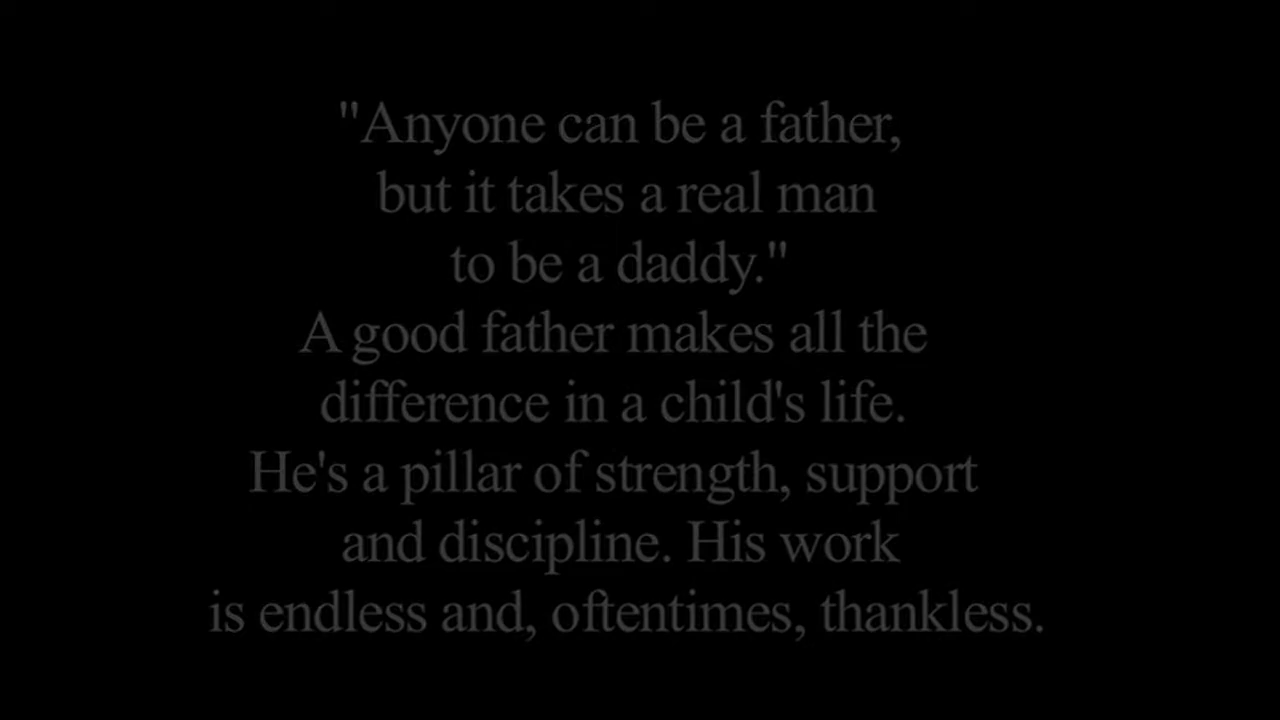 "Anyone can be a father,
but it takes a real man
to be a daddy."
A good father makes all the
difference in a child's life.
He's a pillar of strength, support
and discipline. His work
is endless and, oftentimes, thankless.